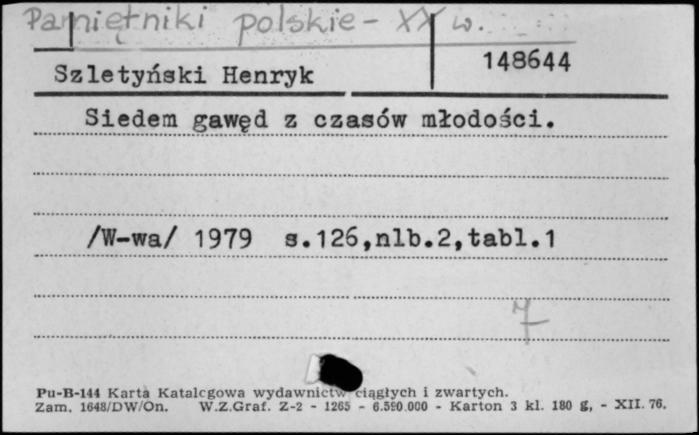 Pamiętniki polskie - XX w.
148644
Szletyński Henryk
Siedem gawęd z czasów młodości.
/W-wa/ 1979 s.126,nlb.2,tabl.1
7
Pu-B-144 Karta Katalogowa wydawnictw ciągłych i zwartych.
Zam. 1648/DW/On. W.Z.Graf. Z-2 - 1265 - 6.590.000 - Karton 3 kl. 180 g, - XII. 76.